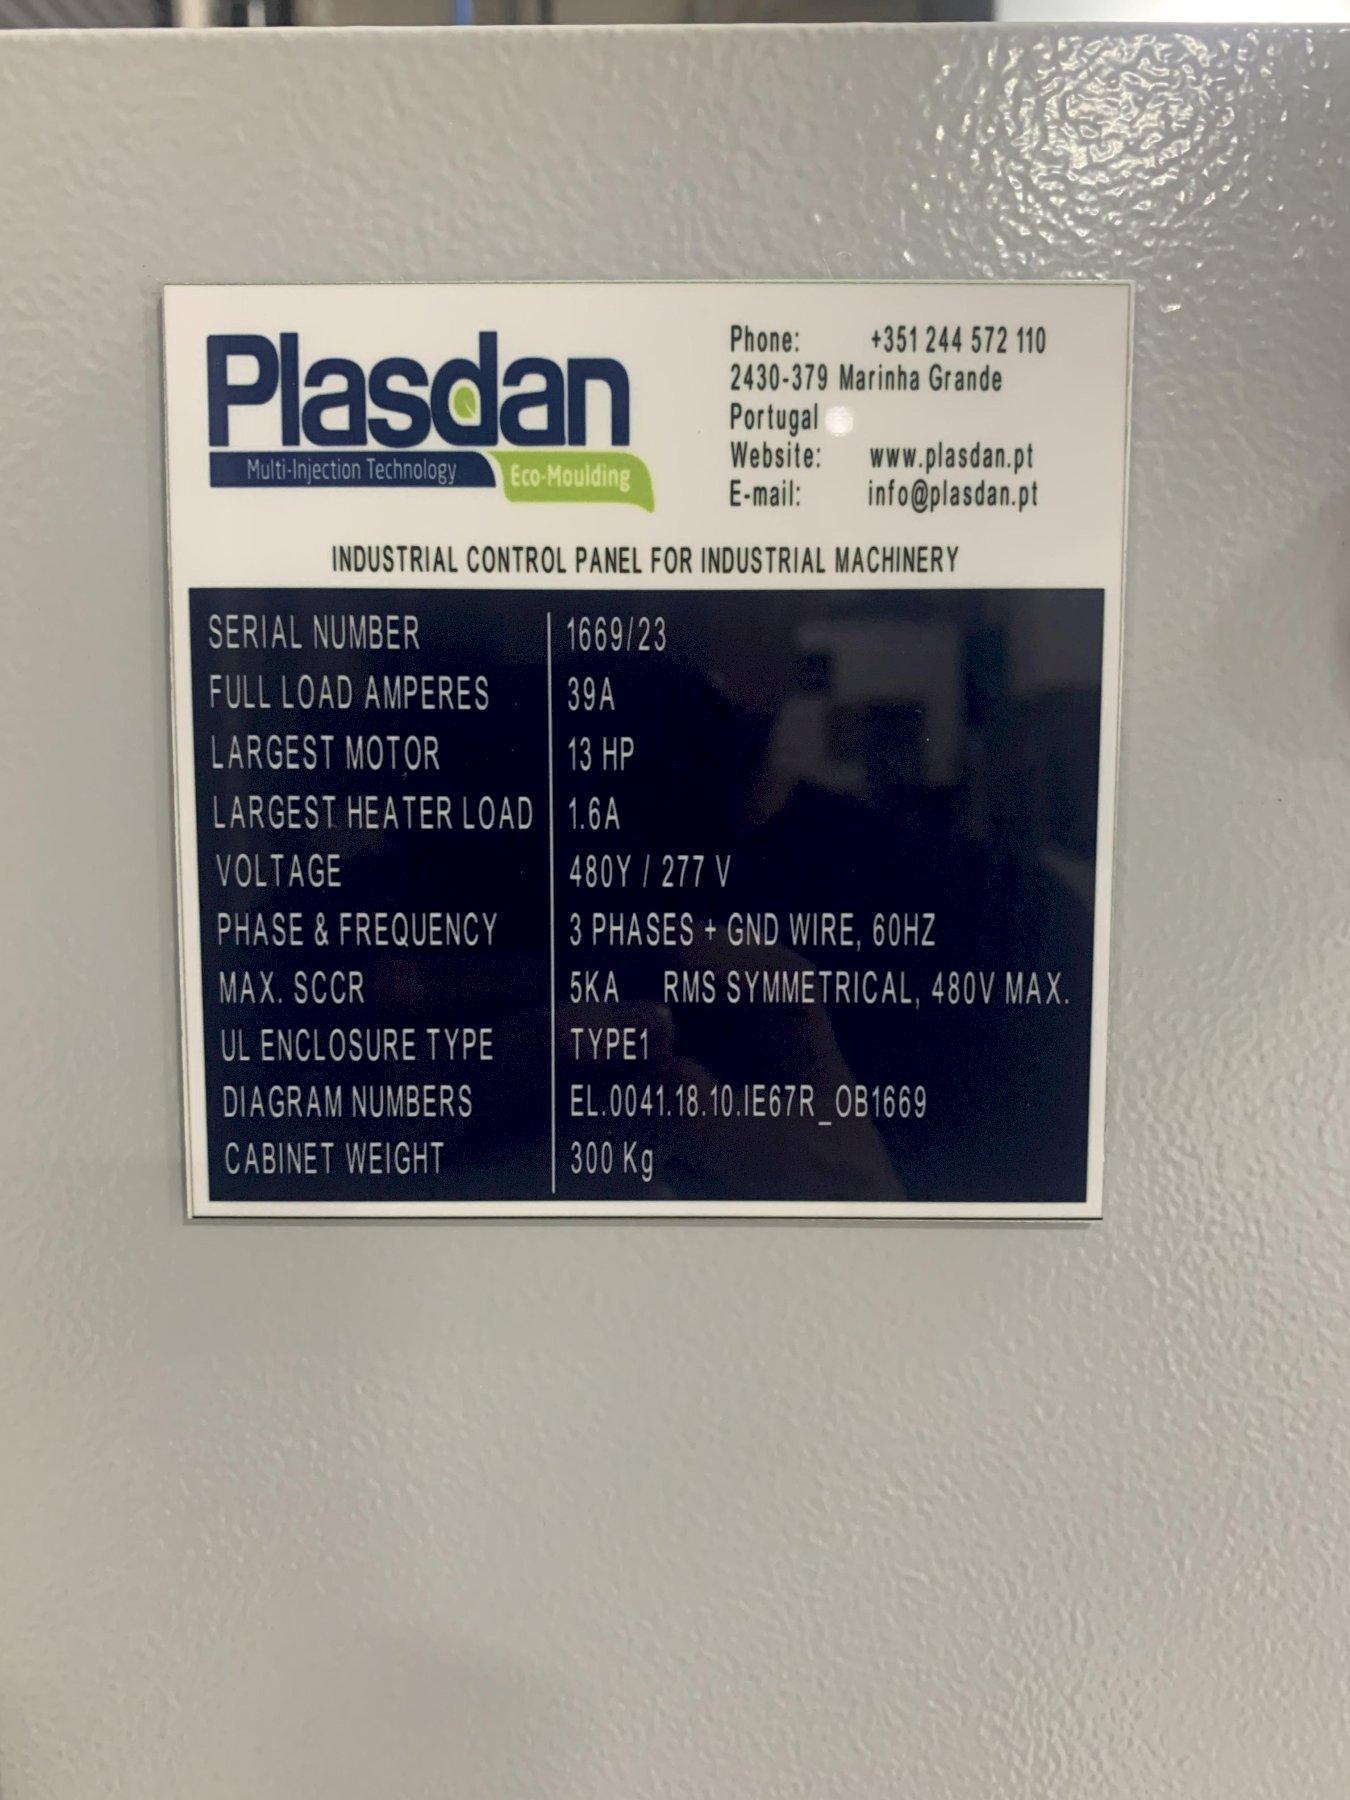 Plasdan
Multi-Injection Technology Eco-Moulding
Phone: +351 244 572 110
2430-379 Marinha Grande
Portugal
Website: www.plasdan.pt
E-mail: info@plasdan.pt
INDUSTRIAL CONTROL PANEL FOR INDUSTRIAL MACHINERY
SERIAL NUMBER 1669/23
FULL LOAD AMPERES 39A
LARGEST MOTOR 13 HP
LARGEST HEATER LOAD 1.6A
VOLTAGE 480Y / 277 V
PHASE & FREQUENCY 3 PHASES + GND WIRE, 60HZ
MAX. SCCR 5KA RMS SYMMETRICAL, 480V MAX.
UL ENCLOSURE TYPE TYPE1
DIAGRAM NUMBERS EL.0041.18.10.IE67R_OB1669
CABINET WEIGHT 300 Kg